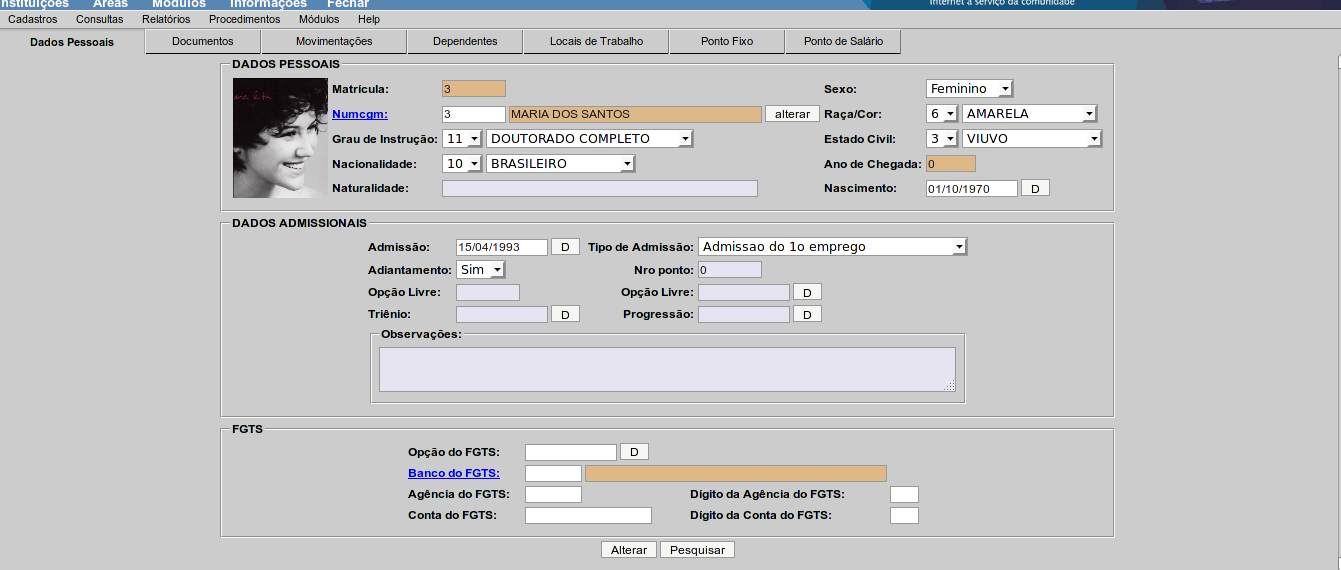 Instituições Áreas Módulos Informações Fechar
Internet a serviço da comunidade
Cadastros Consultas Relatórios Procedimentos Módulos Help
Dados Pessoais Documentos Movimentações Dependentes Locais de Trabalho Ponto Fixo Ponto de Salário
DADOS PESSOAIS
Matrícula: 3 Sexo: Feminino
Numcgm: 3 MARIA DOS SANTOS alterar Raça/Cor: 6 AMARELA
Grau de Instrução: 11 DOUTORADO COMPLETO Estado Civil: 3 VIUVO
Nacionalidade: 10 BRASILEIRO Ano de Chegada: 0
Naturalidade: Nascimento: 01/10/1970 D
DADOS ADMISSIONAIS
Admissão: 15/04/1993 D Tipo de Admissão: Admissao do 1o emprego
Adiantamento: Sim Nro ponto: 0
Opção Livre: Opção Livre: D
Triênio: D Progressão: D
Observações:
FGTS
Opção do FGTS: D
Banco do FGTS:
Agência do FGTS: Dígito da Agência do FGTS:
Conta do FGTS: Dígito da Conta do FGTS:
Alterar Pesquisar